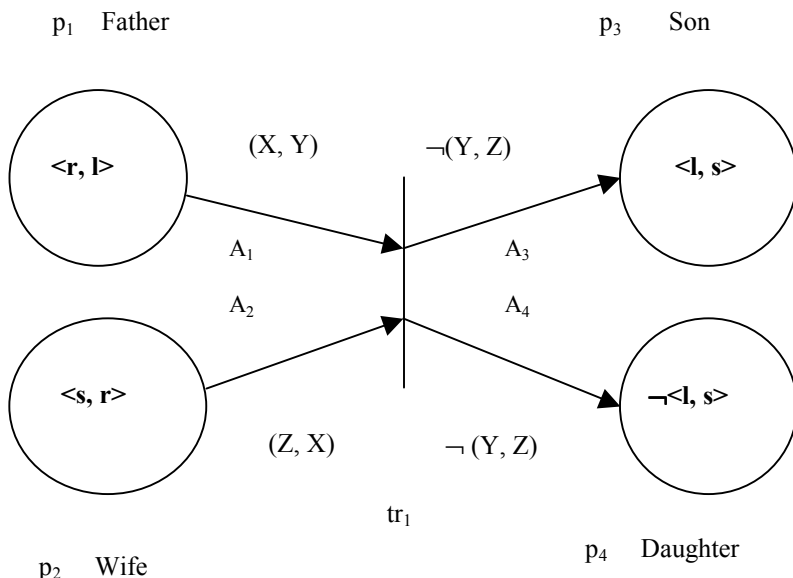 p₁ Father
p₃ Son
<r, l>
(X, Y)
¬(Y, Z)
<l, s>
A₁
A₃
A₂
A₄
<s, r>
¬<l, s>
(Z, X)
¬ (Y, Z)
tr₁
p₂ Wife
p₄ Daughter